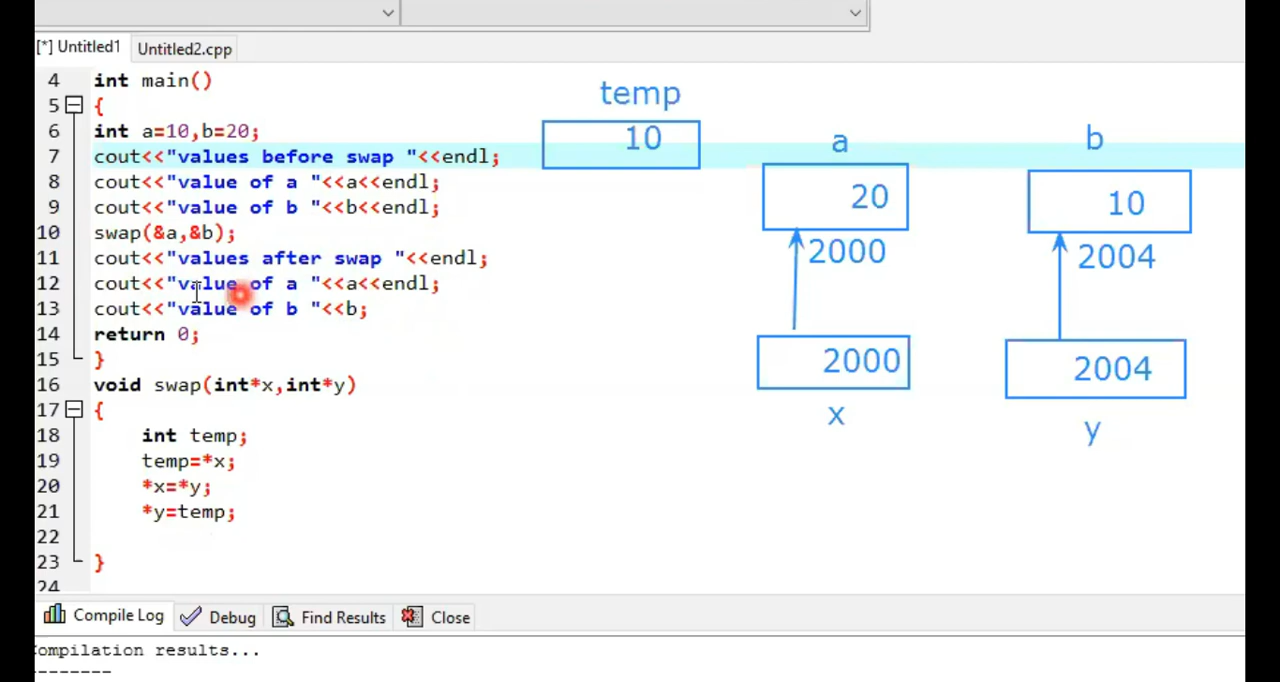 [*] Untitled1 Untitled2.cpp
4 int main()
5 {
6 int a=10,b=20;
7 cout<<"values before swap "<<endl;
8 cout<<"value of a "<<a<<endl;
9 cout<<"value of b "<<b<<endl;
10 swap(&a,&b);
11 cout<<"values after swap "<<endl;
12 cout<<"value of a "<<a<<endl;
13 cout<<"value of b "<<b;
14 return 0;
15 }
16 void swap(int*x,int*y)
17 {
18 int temp;
19 temp=*x;
20 *x=*y;
21 *y=temp;
22
23 }
24
temp
10
a
20
2000
2000
x
b
10
2004
2004
y
Compile Log Debug Find Results Close
Compilation results...
--------